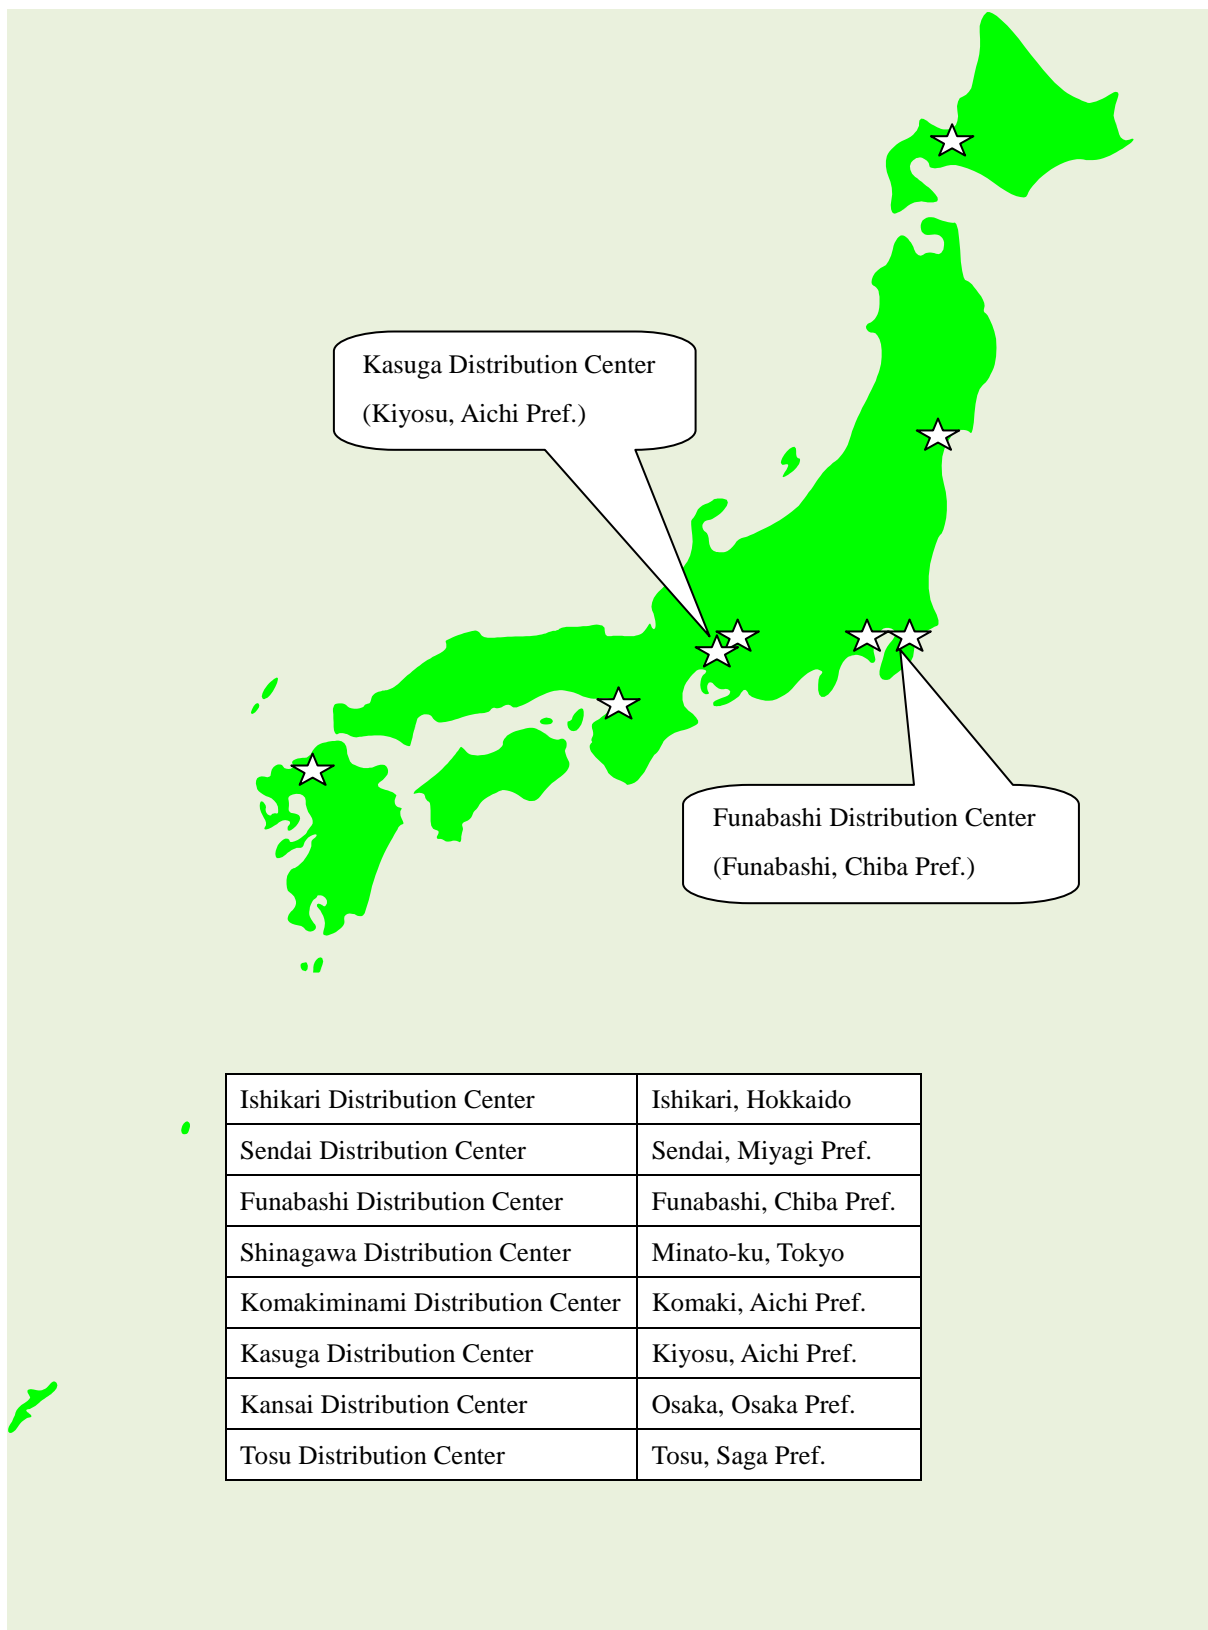 Kasuga Distribution Center
(Kiyosu, Aichi Pref.)
Funabashi Distribution Center
(Funabashi, Chiba Pref.)
Ishikari Distribution Center Ishikari, Hokkaido
Sendai Distribution Center Sendai, Miyagi Pref.
Funabashi Distribution Center Funabashi, Chiba Pref.
Shinagawa Distribution Center Minato-ku, Tokyo
Komakiminami Distribution Center Komaki, Aichi Pref.
Kasuga Distribution Center Kiyosu, Aichi Pref.
Kansai Distribution Center Osaka, Osaka Pref.
Tosu Distribution Center Tosu, Saga Pref.